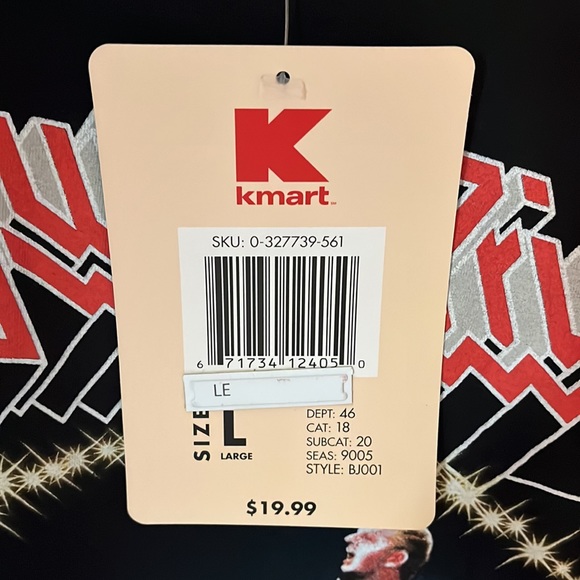 kmart
SKU: 0-327739-561
6 71734 12405 0
LE
SIZE
L
LARGE
DEPT: 46
CAT: 18
SUBCAT: 20
SEAS: 9005
STYLE: BJ001
$19.99